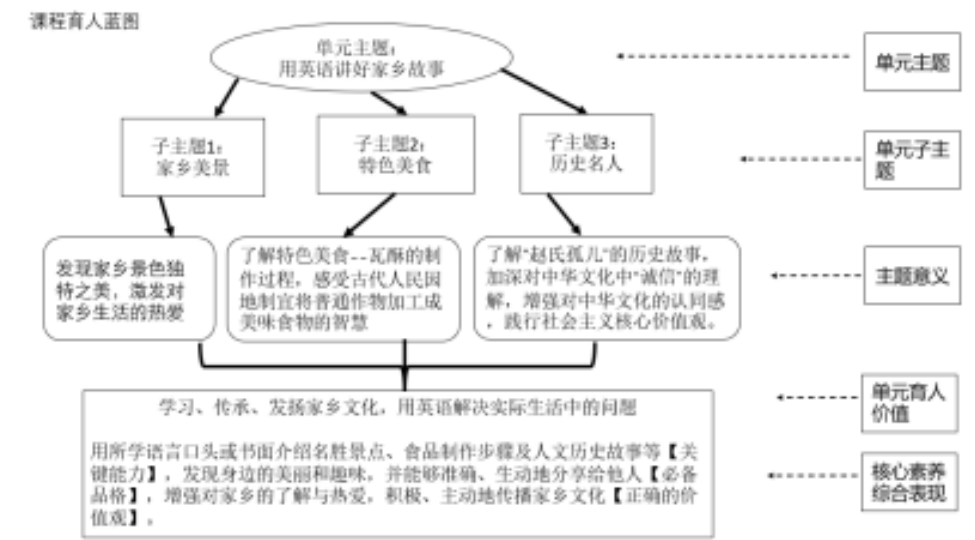 课程育人蓝图
单元主题：
用英语讲好家乡故事
单元主题
子主题1：
家乡美景
子主题2：
特色美食
子主题3：
历史名人
单元子主
题
发现家乡景色独
特之美，激发对
家乡生活的热爱
了解特色美食--瓦酥的制
作过程，感受古代人民因
地制宜将普通作物加工成
美味食物的智慧
了解“赵氏孤儿”的历史故事，
加深对中华文化中“诚信”的理
解，增强对中华文化的认同感
，践行社会主义核心价值观。
主题意义
学习、传承、发扬家乡文化，用英语解决实际生活中的问题
单元育人
价值
用所学语言口头或书面介绍名胜景点、食品制作步骤及人文历史故事等【关
键能力】，发现身边的美丽和趣味，并能够准确、生动地分享给他人【必备
品格】，增强对家乡的了解与热爱，积极、主动地传播家乡文化【正确的价
值观】。
核心素养
综合表现